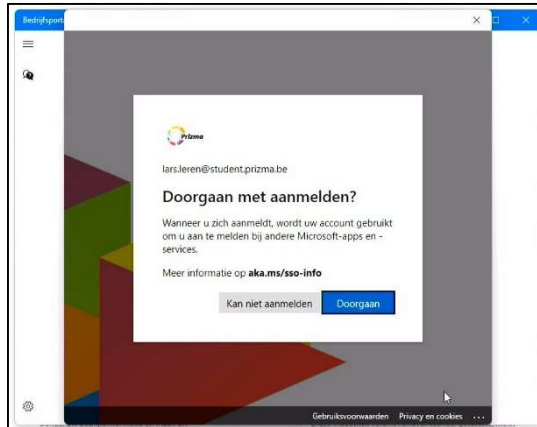 Bedrijfsport
Prizma
lars.leren@student.prizma.be
Doorgaan met aanmelden?
Wanneer u zich aanmeldt, wordt uw account gebruikt
om u aan te melden bij andere Microsoft-apps en -
services.
Meer informatie op aka.ms/sso-info
Kan niet aanmelden Doorgaan
Gebruiksvoorwaarden Privacy en cookies ...